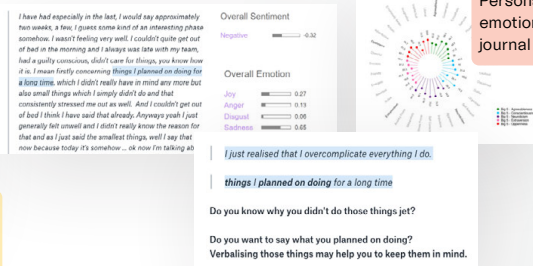 I have had especially in the last, I would say approximately
two weeks, a few, I guess some kind of an interesting phase
somehow. I wasn't feeling very well. I couldn't quite get out
of bed in the morning and I always was late with my team,
had a guilty conscious, didn't care for things, you know how
it is. I mean firstly concerning things I planned on doing for
a long time, which I didn't really have in mind any more but
also small things which I simply didn't do and that
consistently stressed me out as well. And I couldn't get out
of bed I think I have said that already. Anyways yeah I just
generally felt unwell and I didn't really know the reason for
that and as I just said the smallest things, well I say that
now because today it's somehow ... ok now I'm talking ab
Overall Sentiment
Negative -0.32
Overall Emotion
Joy 0.27
Anger 0.13
Disgust 0.06
Sadness 0.65
Person
emotion
journal
I just realised that I overcomplicate everything I do.
things I planned on doing for a long time
Do you know why you didn't do those things jet?
Do you want to say what you planned on doing?
Verbalising those things may help you to keep them in mind.